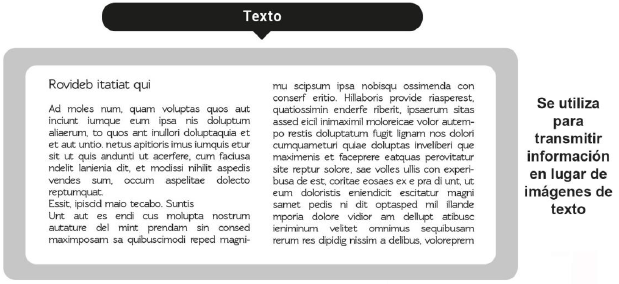 Texto
Rovideb itatiat qui
Ad moles num, quam voluptas quos aut
inciunt iumque eum ipsa nis doluptum
aliaerum, to quos ant inullori doluptaquia et
et aut untio. netus apitioris imus iumquis etur
sit ut quis andunti ut acerfere, cum faciusa
ndelit lanienia dit, et modissi nihilit aspedis
vendes sum, occum aspelitae dolecto
reptumquat.
Essit, ipiscid maio tecabo. Suntis
Unt aut es endi cus molupta nostrum
autature del mint prendam sin consed
maximposam sa quibuscimodi reped magni-
mu scipsum ipsa nobisqu ossimenda con
conserf eritio. Hillaboris provide riasperest,
quatiossimin enderfe riberit, ipsaerum sitas
assed eicil inimaximil moloreicae volor autem-
po restis doluptatum fugit lignam nos dolori
cumquameturi quiae doluptas inveliberi que
maximenis et faceprere eatquas perovitatur
site reptur solore, sae volles ullis con experi-
busa de est, coritae eosaes ex e pra di unt, ut
eum doloristis eniendicit escitatur magni
samet pedis ni dit optasped mil illande
mporia dolore vidior am dellupt atibusc
ieniminum velitet omnimus sequibusam
rerum res dipidig nissim a delibus, voloreprem
Se utiliza
para
transmitir
información
en lugar de
imágenes de
texto